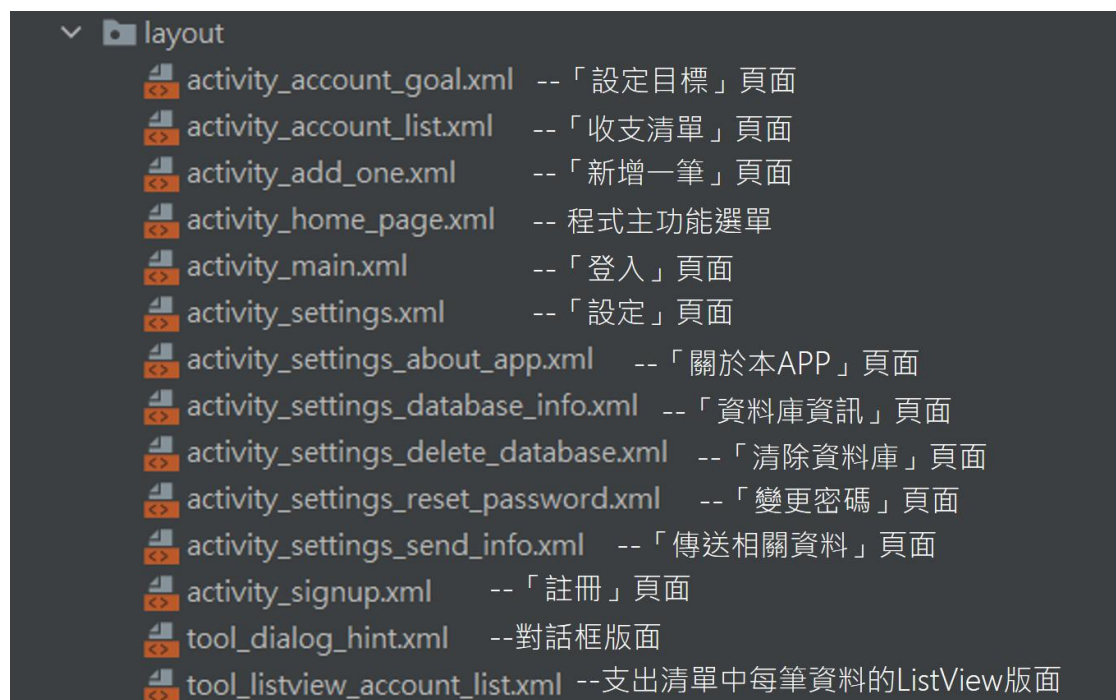 layout
activity_account_goal.xml --「設定目標」頁面
activity_account_list.xml --「收支清單」頁面
activity_add_one.xml --「新增一筆」頁面
activity_home_page.xml -- 程式主功能選單
activity_main.xml --「登入」頁面
activity_settings.xml --「設定」頁面
activity_settings_about_app.xml --「關於本APP」頁面
activity_settings_database_info.xml --「資料庫資訊」頁面
activity_settings_delete_database.xml --「清除資料庫」頁面
activity_settings_reset_password.xml --「變更密碼」頁面
activity_settings_send_info.xml --「傳送相關資料」頁面
activity_signup.xml --「註冊」頁面
tool_dialog_hint.xml --對話框版面
tool_listview_account_list.xml --支出清單中每筆資料的ListView版面